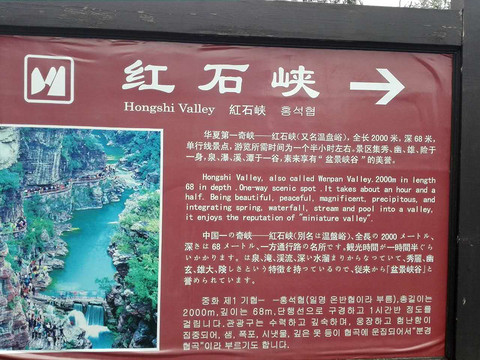 红石峡
Hongshi Valley 紅石峽 홍석협
华夏第一奇峡——红石峡(又名温盘峪)，全长2000米，深68米，
单行线景点，游览所需时间为一个半小时左右。景区集秀、幽、雄、险于
一身，泉、瀑、溪、潭于一谷，素来享有“盆景峡谷”的美誉。
Hongshi Valley, also called Wenpan Valley. 2000m in length
68 in depth .One-way scenic spot .It takes about an hour and a
half. Being beautiful, peaceful, magnificent, precipitous, and
integrating spring, waterfall, stream and pool into a valley,
it enjoys the reputation of "miniature valley".
中国一の奇峡——紅石峡(別名は温盤峪)、全長の2000メートル、
深さは68メートル、一方通行路の名所です。観光時間が一時間半ぐら
いかかります。は泉、滝、渓流、深い水溜まりからなつていて、秀麗、幽
玄、雄大、険しさという特徴を持つているので、従来から「盆景峡谷」と
誉められています。
중화 제1 기협— —홍석협(일명 온반협이라 부름),총길이는
2000m,깊이는 68m,단행선으로 구경하고 1시간반 정도를
걸립니다.관광구는 수력하고 깊숙하며, 웅장하고 험난함이
집중되어, 샘, 폭포, 시냇물, 깊은 못 등이 협곡에 운집되어서"분경
협곡"이라 부르기도 합니다.